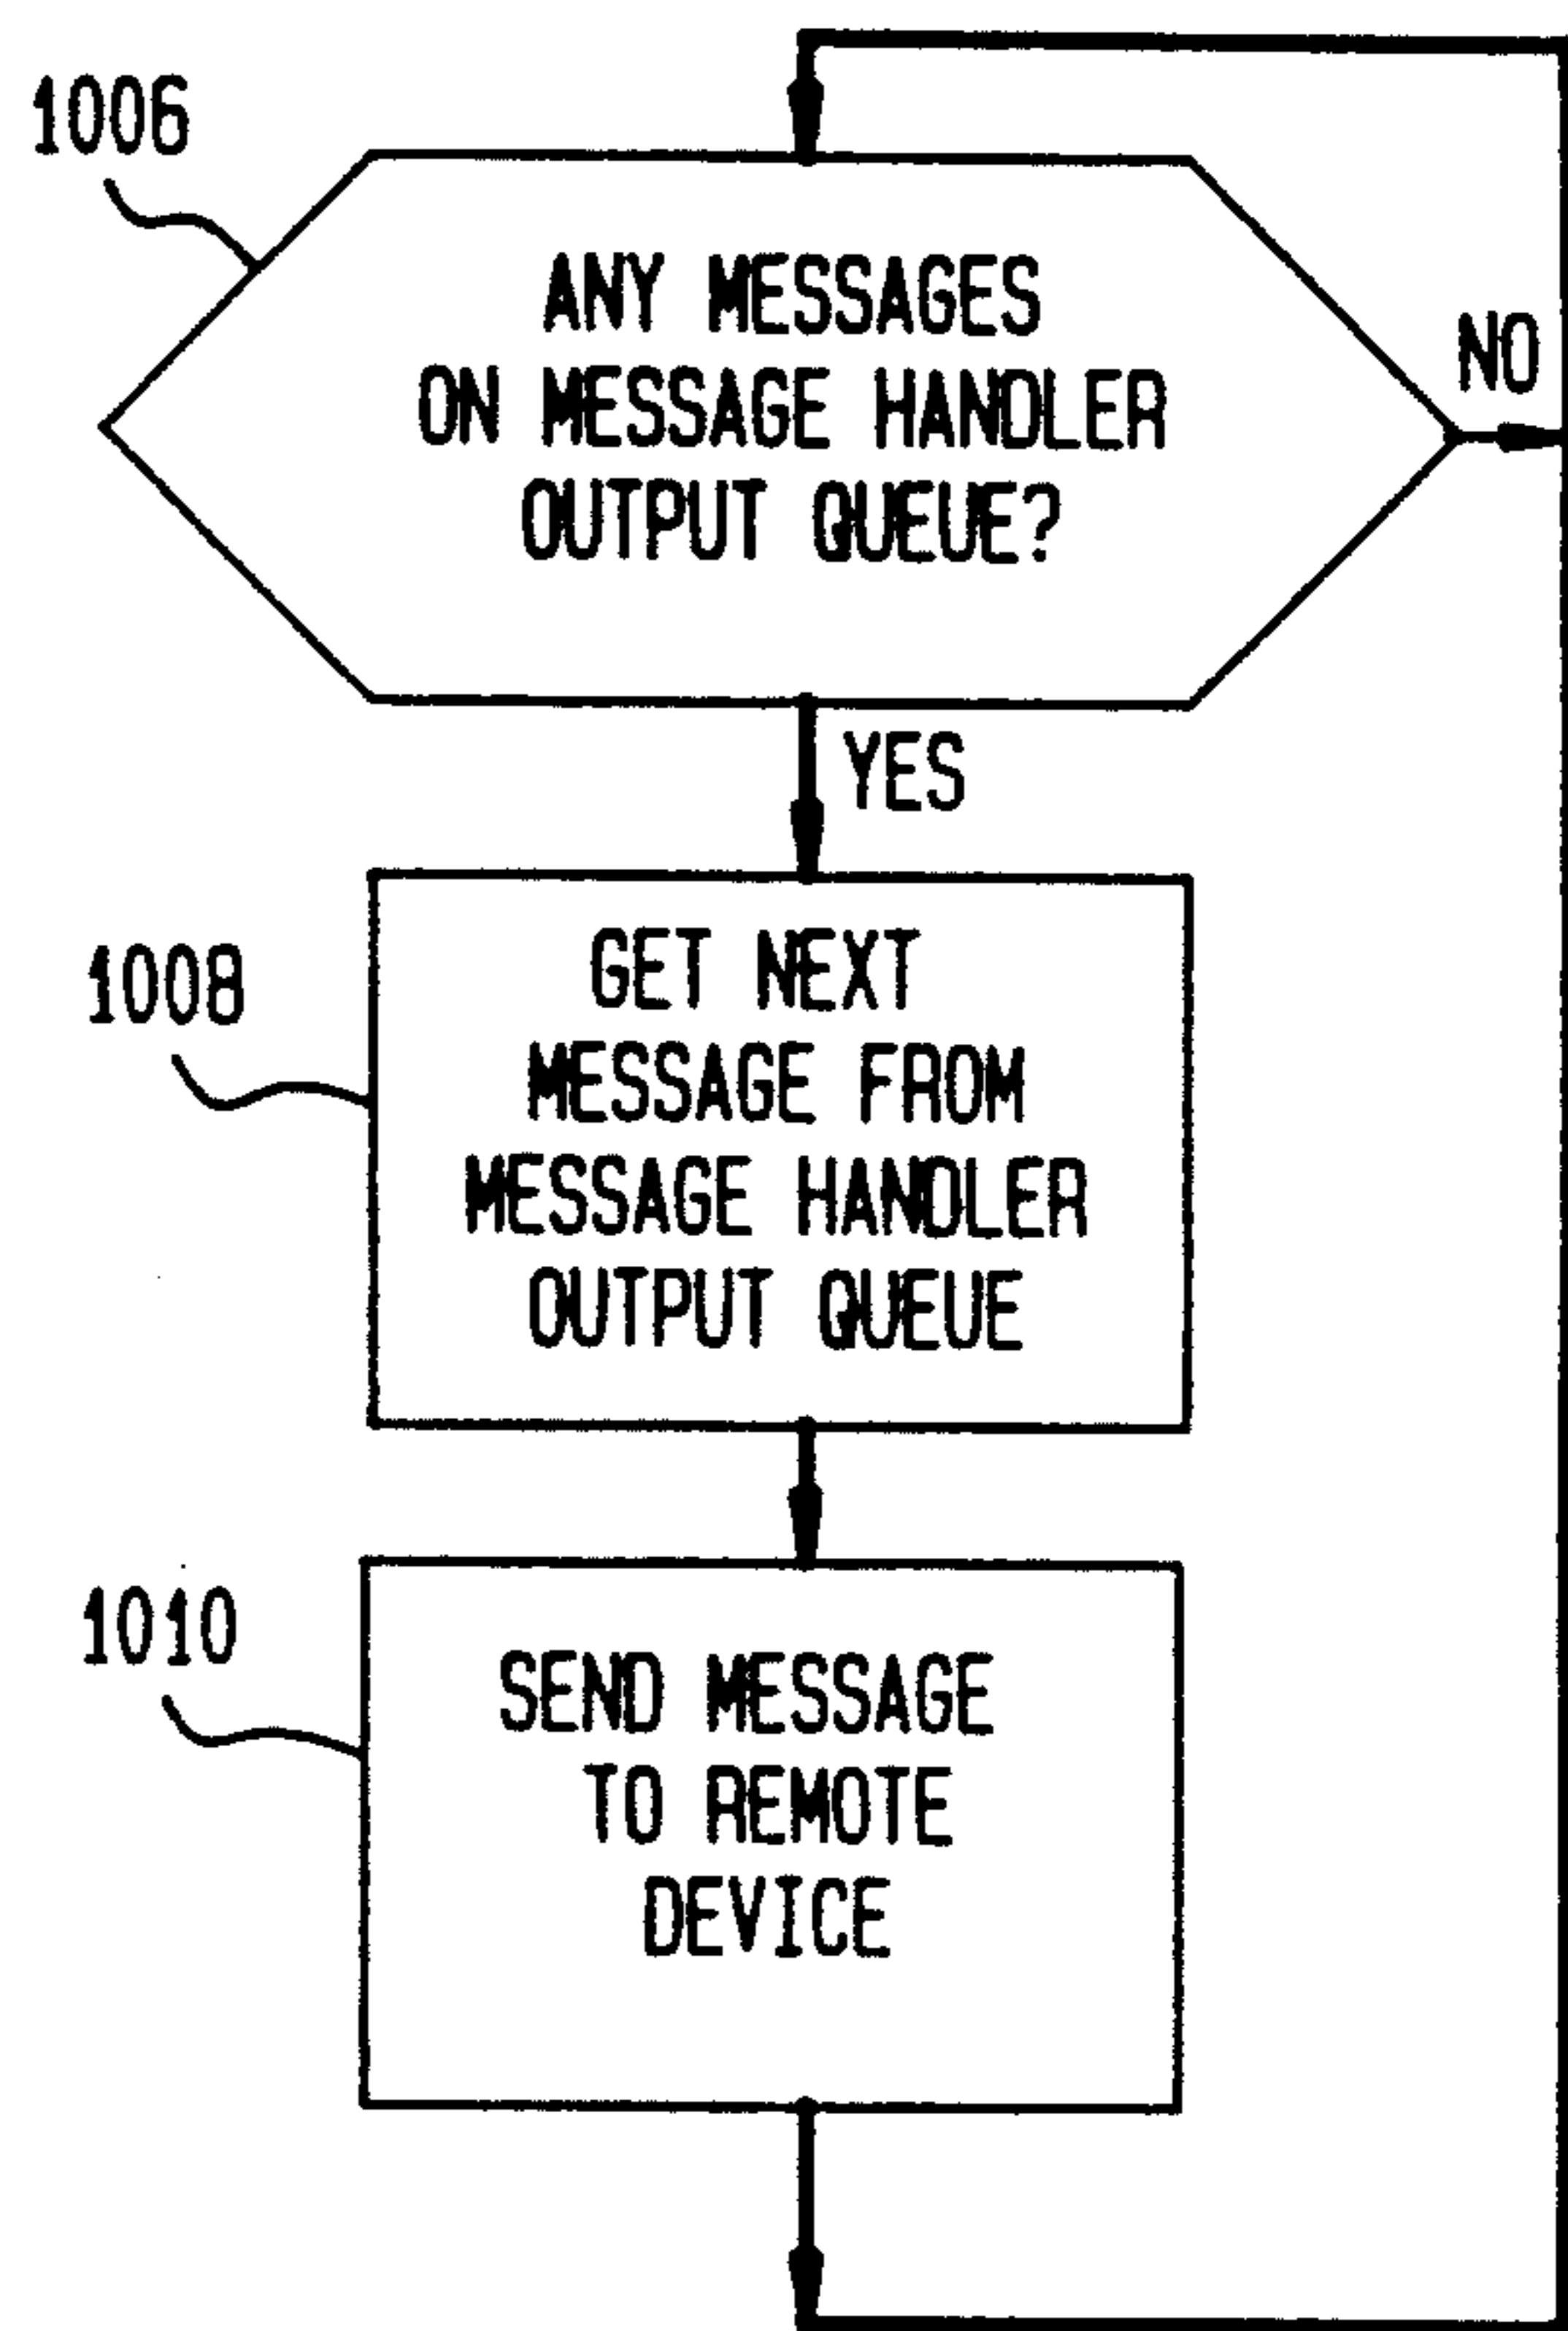 1006
ANY MESSAGES
ON MESSAGE HANDLER
OUTPUT QUEUE?
NO
YES
1008
GET NEXT
MESSAGE FROM
MESSAGE HANDLER
OUTPUT QUEUE
1010
SEND MESSAGE
TO REMOTE
DEVICE